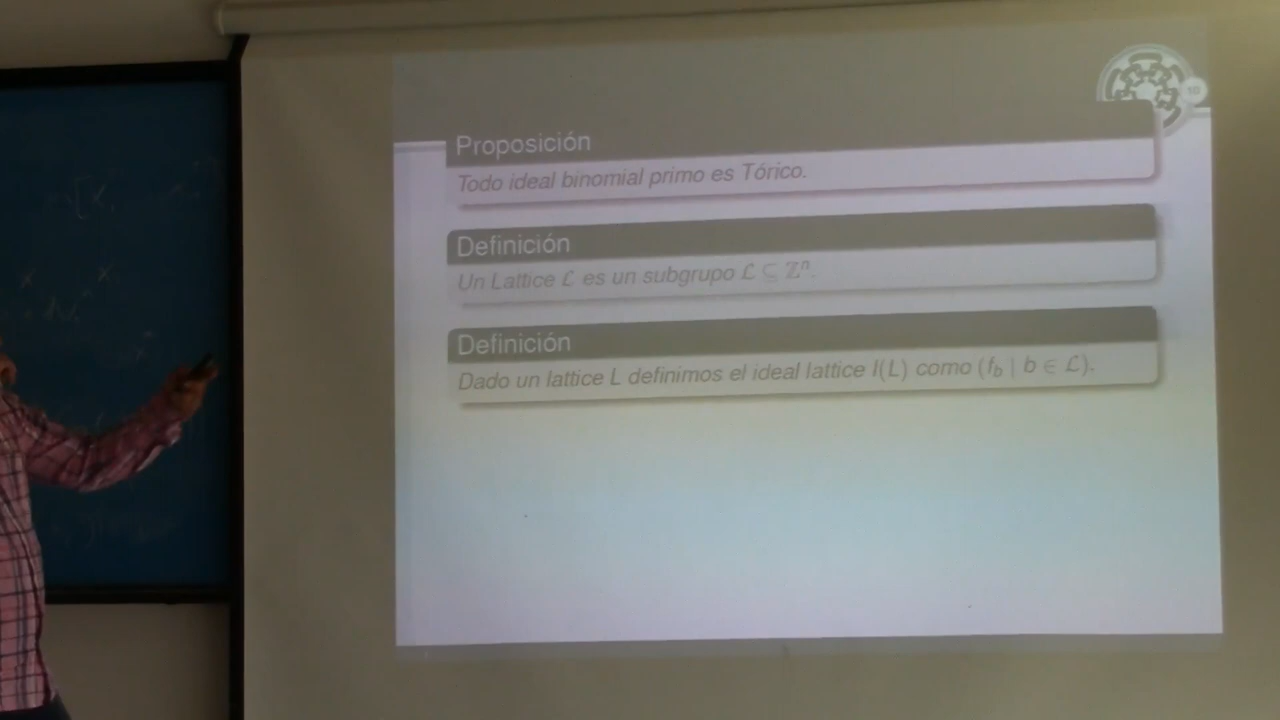 10
Proposición
Todo ideal binomial primo es Tórico.
Definición
Un Lattice ℒ es un subgrupo ℒ ⊆ ℤⁿ.
Definición
Dado un lattice L definimos el ideal lattice I(L) como (f_b | b ∈ ℒ).